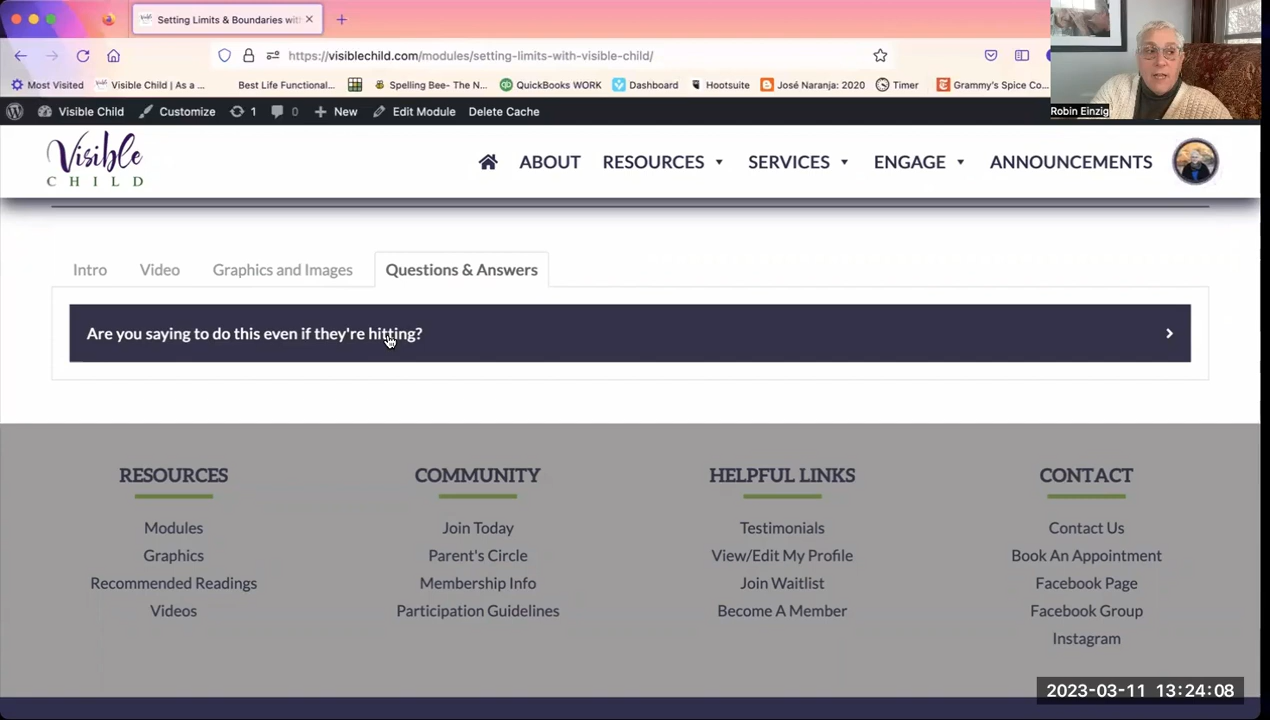 Setting Limits & Boundaries wit
https://visiblechild.com/modules/setting-limits-with-visible-child/
Most Visited Visible Child | As a ... Best Life Functional... Spelling Bee- The N... QuickBooks WORK Dashboard Hootsuite José Naranja: 2020 Timer Grammy's Spice Co...
Robin Einzig
Visible Child Customize 1 0 New Edit Module Delete Cache
Visible
CHILD
ABOUT RESOURCES SERVICES ENGAGE ANNOUNCEMENTS
Intro Video Graphics and Images Questions & Answers
Are you saying to do this even if they're hitting?
RESOURCES COMMUNITY HELPFUL LINKS CONTACT
Modules Join Today Testimonials Contact Us
Graphics Parent's Circle View/Edit My Profile Book An Appointment
Recommended Readings Membership Info Join Waitlist Facebook Page
Videos Participation Guidelines Become A Member Facebook Group
Instagram
2023-03-11 13:24:08